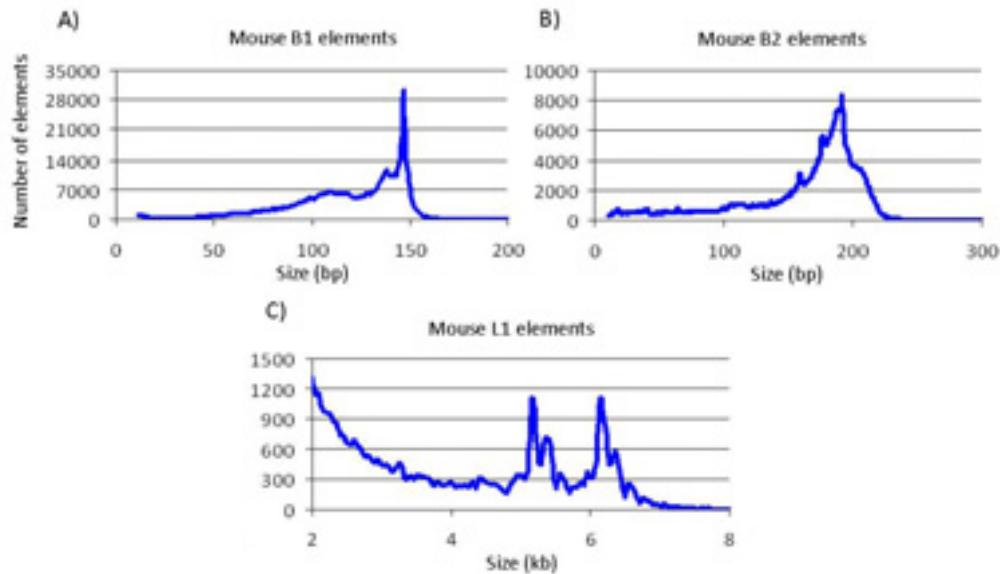 A)
Mouse B1 elements
Number of elements
35000
28000
21000
14000
7000
0
0 50 100 150 200
Size (bp)
B)
Mouse B2 elements
10000
8000
6000
4000
2000
0
0 100 200 300
Size (bp)
C)
Mouse L1 elements
1500
1200
900
600
300
0
2 4 6 8
Size (kb)